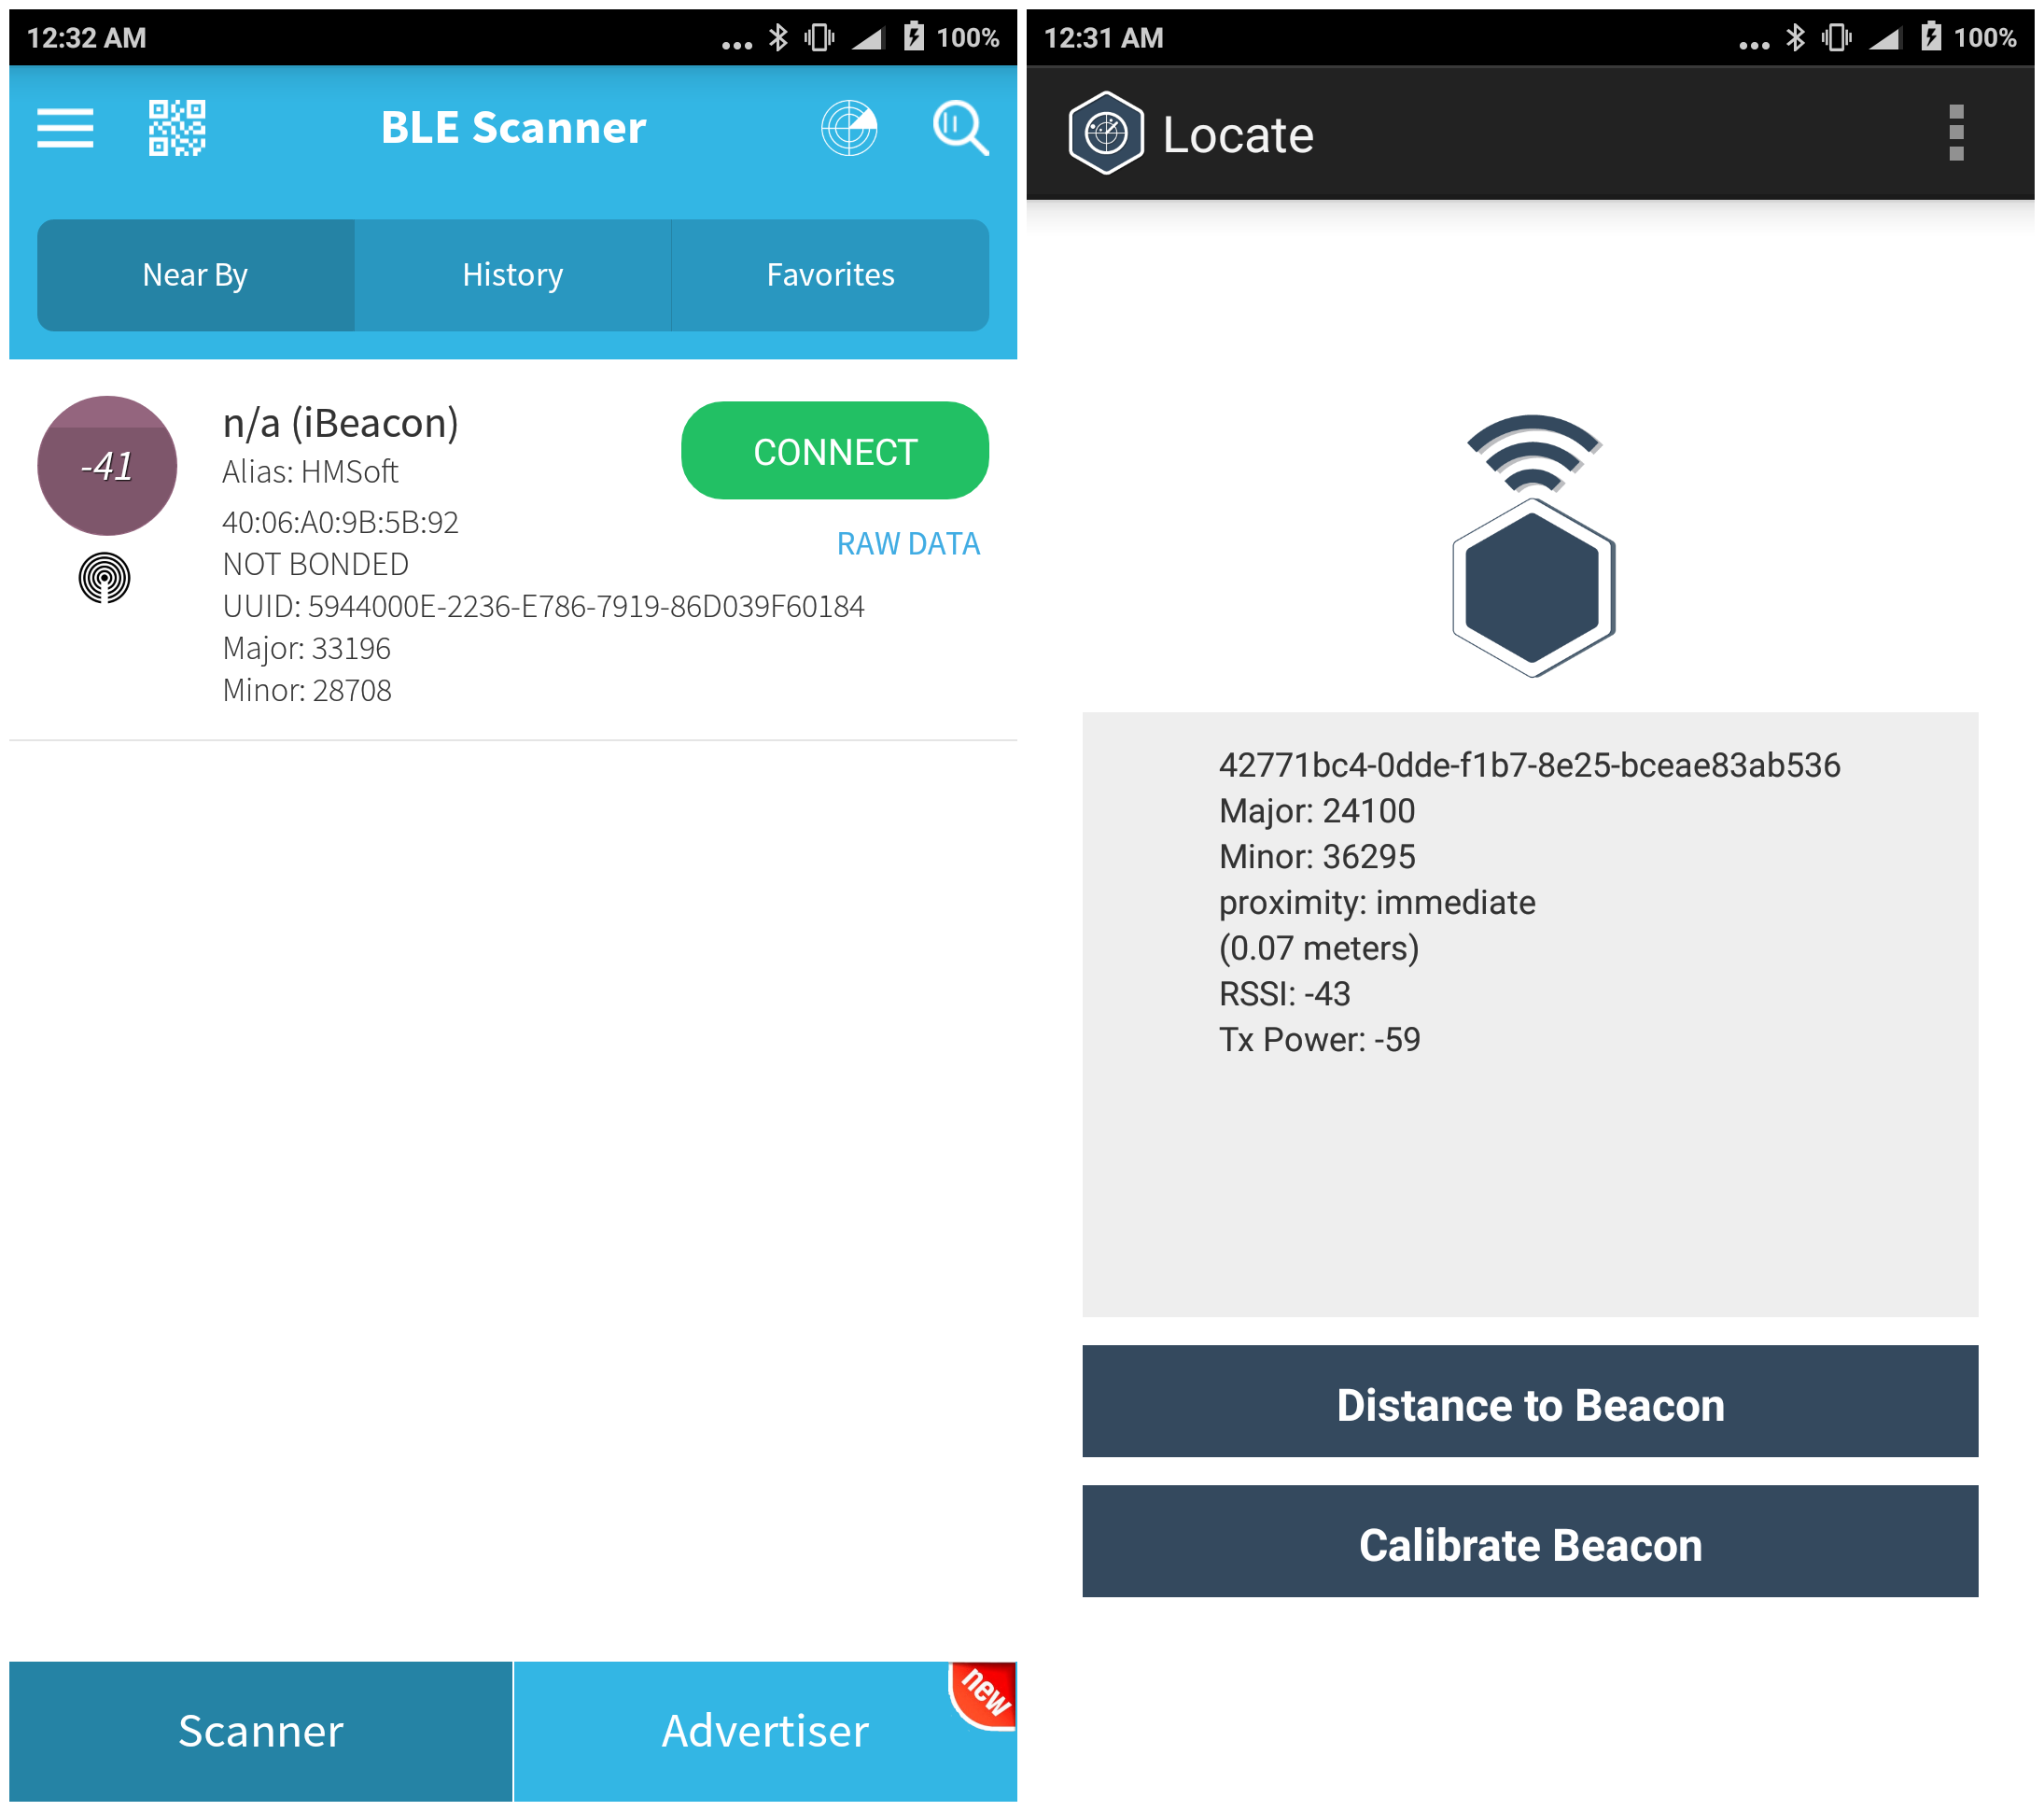 12:32 AM
100%
BLE Scanner
Near By
History
Favorites
-41
n/a (iBeacon)
Alias: HMSoft
CONNECT
40:06:A0:9B:5B:92
RAW DATA
NOT BONDED
UUID: 5944000E-2236-E786-7919-86D039F60184
Major: 33196
Minor: 28708
Scanner
Advertiser
new
12:31 AM
100%
Locate
42771bc4-0dde-f1b7-8e25-bceae83ab536
Major: 24100
Minor: 36295
proximity: immediate
(0.07 meters)
RSSI: -43
Tx Power: -59
Distance to Beacon
Calibrate Beacon